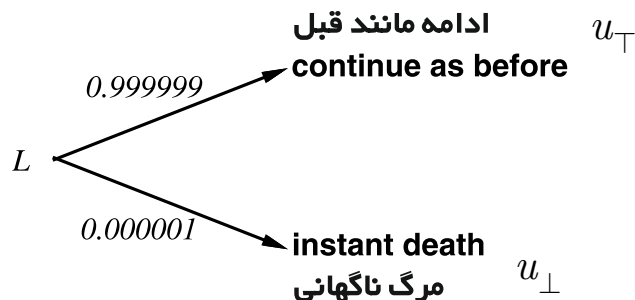 ادامه مانند قبل
u⊤
continue as before
0.999999
L
0.000001
instant death
u⊥
مرگ ناگهانی